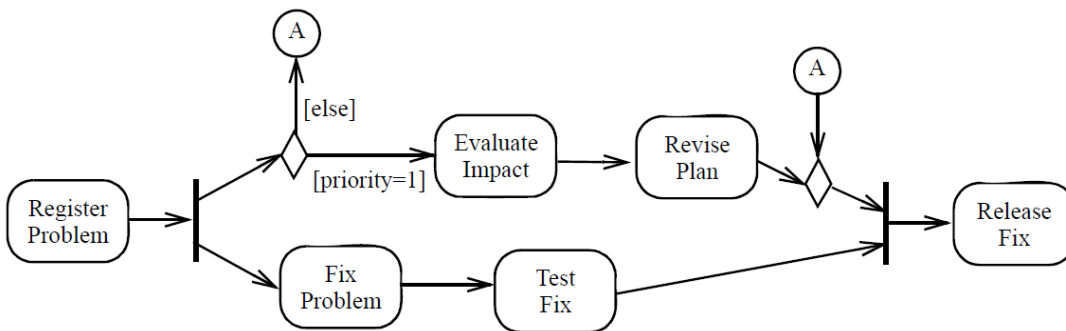 A
A
[else]
Evaluate
Impact
Revise
Plan
[priority=1]
Register
Problem
Release
Fix
Fix
Problem
Test
Fix